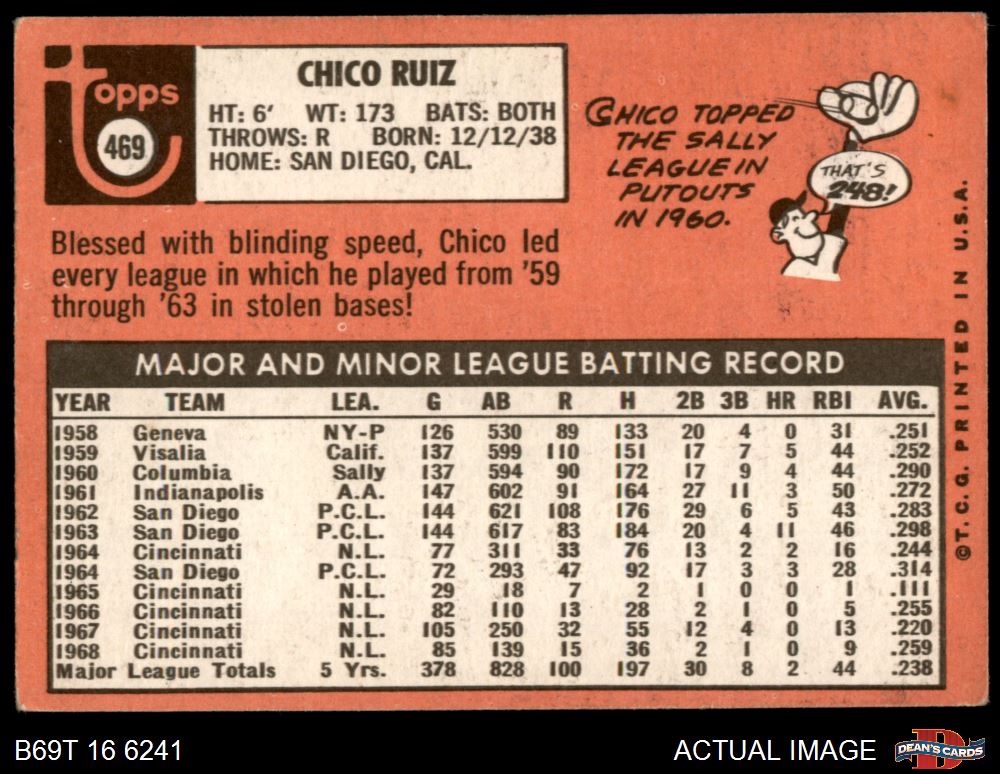 topps
469
CHICO RUIZ
HT: 6' WT: 173 BATS: BOTH
THROWS: R BORN: 12/12/38
HOME: SAN DIEGO, CAL.
CHICO TOPPED
THE SALLY
LEAGUE IN
PUTOUTS
IN 1960.
THAT'S
248!
Blessed with blinding speed, Chico led
every league in which he played from '59
through '63 in stolen bases!
MAJOR AND MINOR LEAGUE BATTING RECORD
YEAR TEAM LEA. G AB R H 2B 3B HR RBI AVG.
1958 Geneva NY-P 126 530 89 133 20 4 0 31 .251
1959 Visalia Calif. 137 599 110 151 17 7 5 44 .252
1960 Columbia Sally 137 594 90 172 17 9 4 44 .290
1961 Indianapolis A.A. 147 602 91 164 27 11 3 50 .272
1962 San Diego P.C.L. 144 621 108 176 29 6 5 43 .283
1963 San Diego P.C.L. 144 617 83 184 20 4 11 46 .298
1964 Cincinnati N.L. 77 311 33 76 13 2 2 16 .244
1964 San Diego P.C.L. 72 293 47 92 17 3 3 28 .314
1965 Cincinnati N.L. 29 18 7 2 1 0 0 1 .111
1966 Cincinnati N.L. 82 110 13 28 2 1 0 5 .255
1967 Cincinnati N.L. 105 250 32 55 12 4 0 13 .220
1968 Cincinnati N.L. 85 139 15 36 2 1 0 9 .259
Major League Totals 5 Yrs. 378 828 100 197 30 8 2 44 .238
©T.C.G. PRINTED IN U.S.A.
B69T 16 6241
ACTUAL IMAGE
DEAN'S CARDS